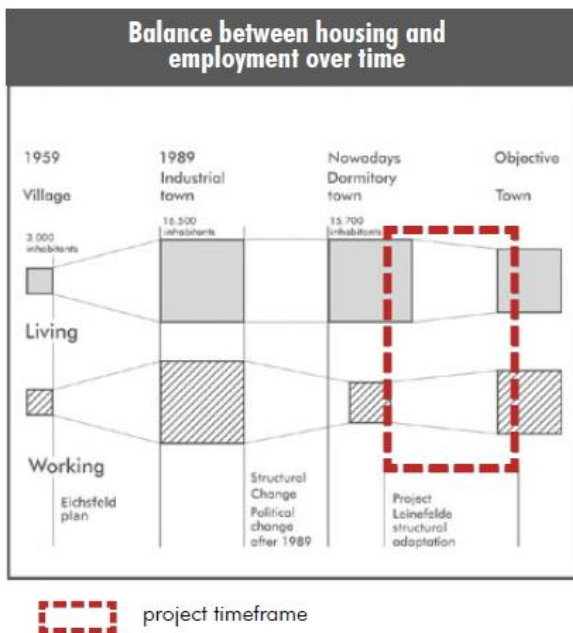 Balance between housing and
employment over time
1959
Village
1989
Industrial
town
Nowadays
Dormitory
town
Objective
Town
3.000
inhabitants
16.500
inhabitants
15.700
inhabitants
Living
Working
Eichsfeld
plan
Structural
Change
Political
change
after 1989
Project
Leinefelde
structural
adaptation
project timeframe